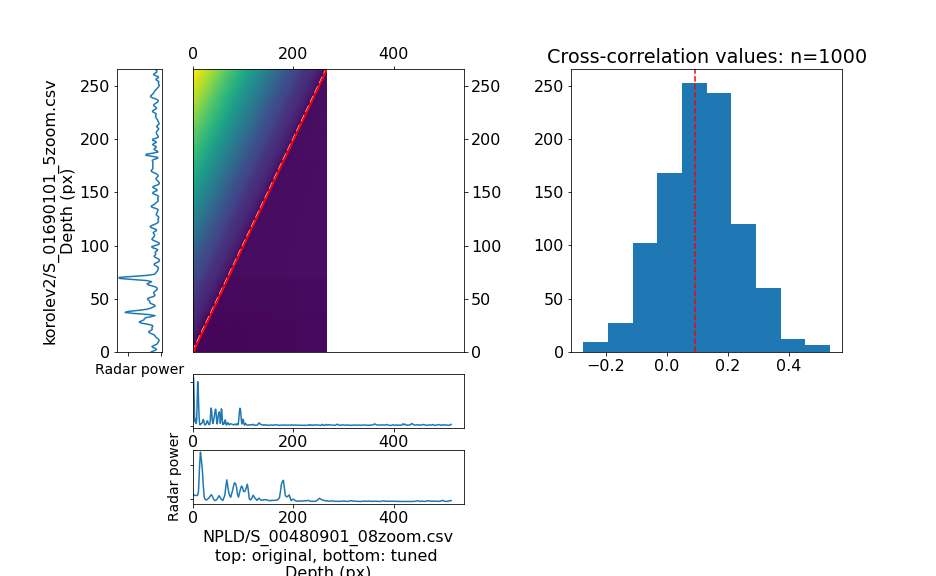 Cross-correlation values: n=1000
0 200 400
korolev2/S_01690101_5zoom.csv
Depth (px)
250 250 250
200 200 200
150 150 150
100 100 100
50 50 50
0 0 0
Radar power
−0.2 0.0 0.2 0.4
0 200 400
Radar power
0 200 400
NPLD/S_00480901_08zoom.csv
top: original, bottom: tuned
Depth (px)